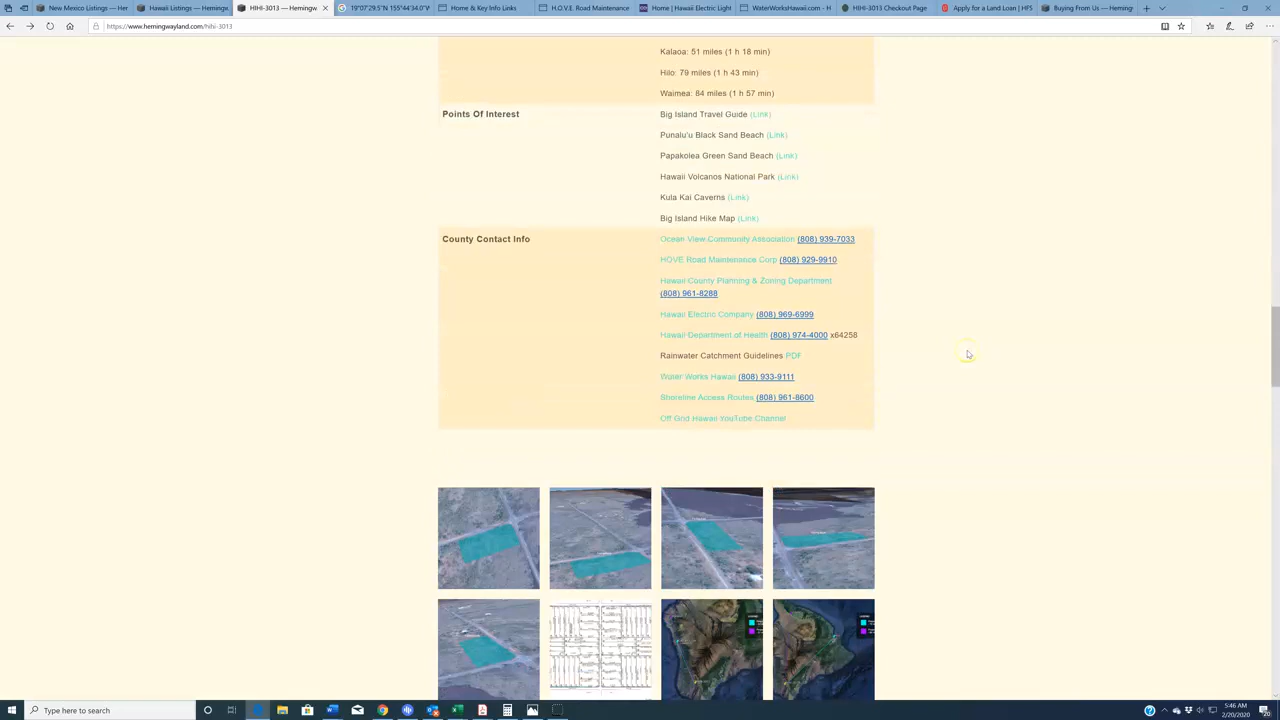 New Mexico Listings — Her
Hawaii Listings — Heming
HIHI-3013 — Hemingw
19°07'29.5"N 155°44'34.0"W
Home & Key Info Links
H.O.V.E. Road Maintenance
Home | Hawaii Electric Light
WaterWorksHawaii.com - H
HIHI-3013 Checkout Page
Apply for a Land Loan | HFS
Buying From Us — Hemingw
https://www.hemingwayland.com/hihi-3013
Kalaoa: 51 miles (1 h 18 min)
Hilo: 79 miles (1 h 43 min)
Waimea: 84 miles (1 h 57 min)
Points Of Interest
Big Island Travel Guide (Link)
Punalu'u Black Sand Beach (Link)
Papakolea Green Sand Beach (Link)
Hawaii Volcanos National Park (Link)
Kula Kai Caverns (Link)
Big Island Hike Map (Link)
County Contact Info
Ocean View Community Association (808) 939-7033
HOVE Road Maintenance Corp (808) 929-9910
Hawaii County Planning & Zoning Department
(808) 961-8288
Hawaii Electric Company (808) 969-6999
Hawaii Department of Health (808) 974-4000 x64258
Rainwater Catchment Guidelines PDF
Water Works Hawaii (808) 933-9111
Shoreline Access Routes (808) 961-8600
Off Grid Hawaii YouTube Channel
Type here to search
5:46 AM
2/20/2020
20